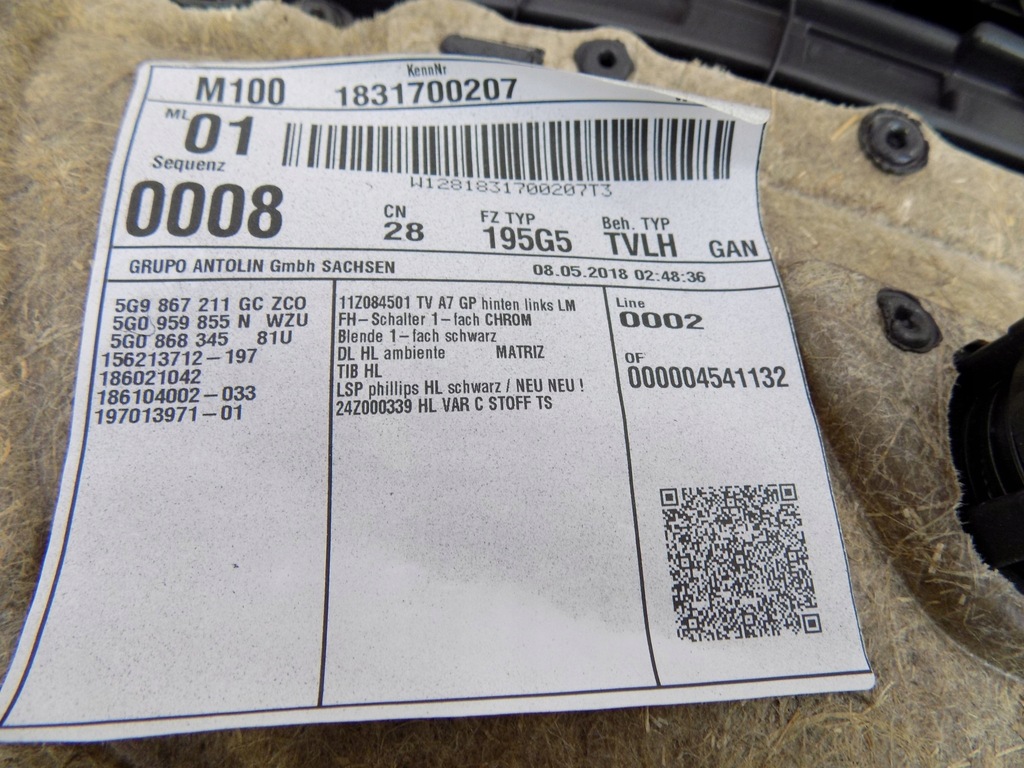 M100 KennNr 1831700207
ML 01
Sequenz
W1281831700207T3
0008 CN 28 FZ TYP 195G5 Beh. TYP TVLH GAN
GRUPO ANTOLIN Gmbh SACHSEN 08.05.2018 02:48:36
5G9 867 211 GC ZCO
5G0 959 855 N WZU
5G0 868 345 81U
156213712-197
186021042
186104002-033
197013971-01
11Z084501 TV A7 GP hinten links LM
FH-Schalter 1-fach CHROM
Blende 1-fach schwarz
DL HL ambiente MATRIZ
TIB HL
LSP phillips HL schwarz / NEU NEU !
24Z000339 HL VAR C STOFF TS
Line
0002
OF
000004541132